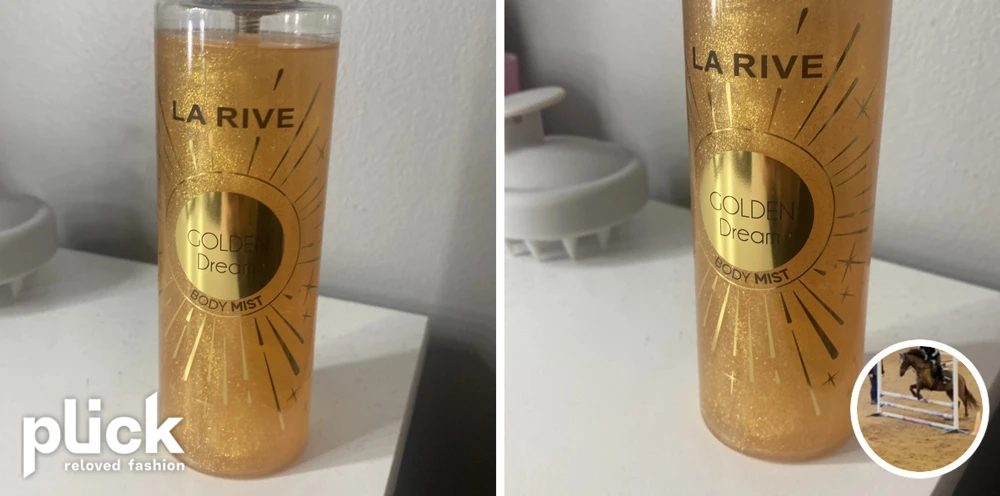 LA RIVE
GOLDEN
Dream
BODY MIST
plick
reloved fashion
LA RIVE
GOLDEN
Dream
BODY MIST